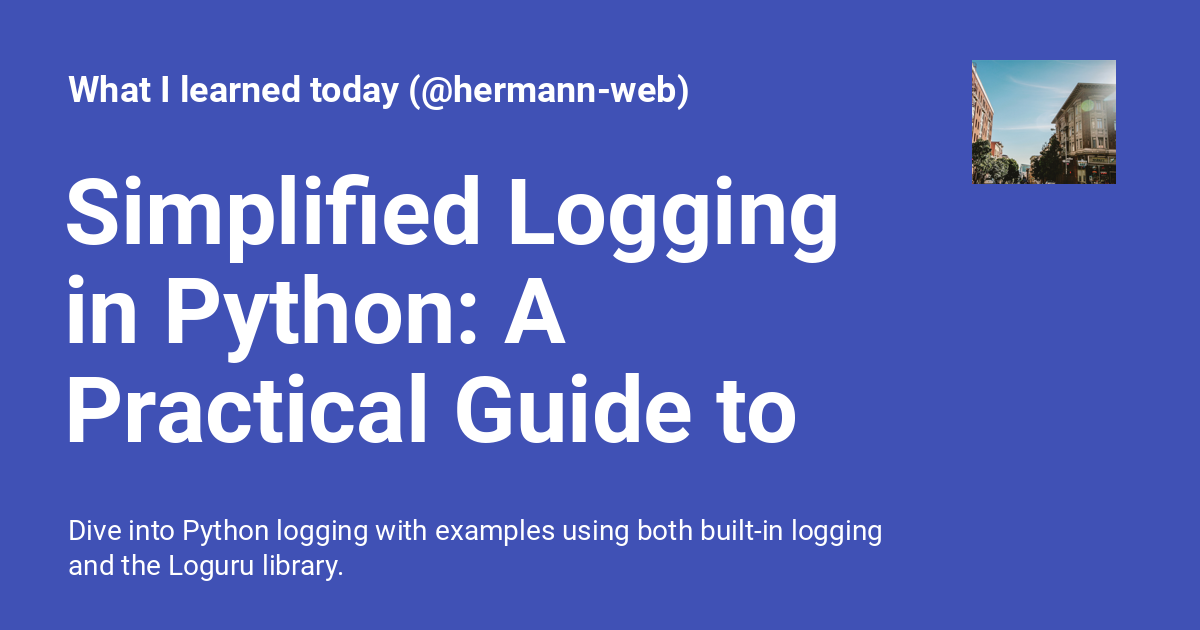 What I learned today (@hermann-web)
Simplified Logging
in Python: A
Practical Guide to
Dive into Python logging with examples using both built-in logging
and the Loguru library.